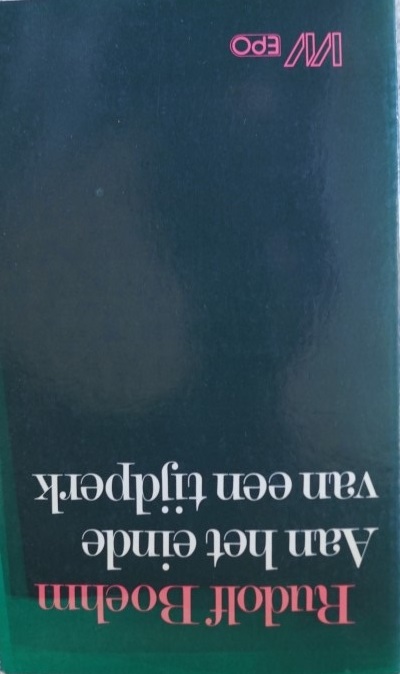 Rudolf Boehm
Aan het einde
van een tijdperk
EPO